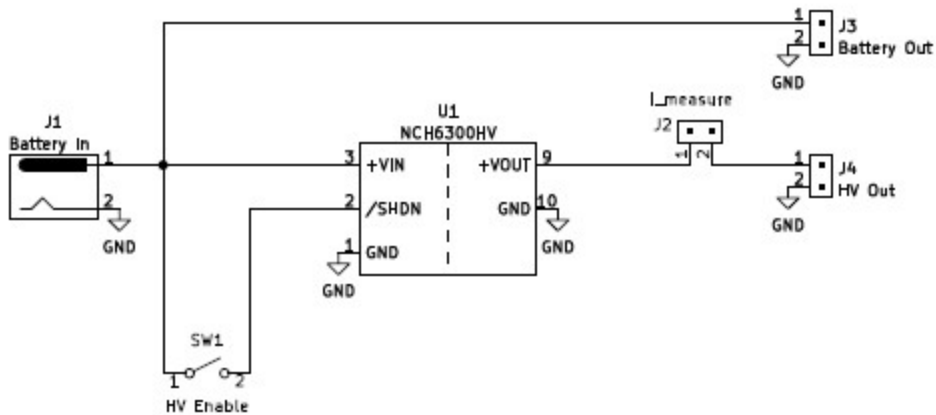 1
2
J3
Battery Out
GND
J1
Battery In
1
2
GND
U1
NCH6300HV
3
+VIN
+VOUT
9
2
/SHDN
GND
10
1
GND
GND
GND
I_measure
J2
1
2
1
2
J4
HV Out
GND
SW1
1
2
HV Enable